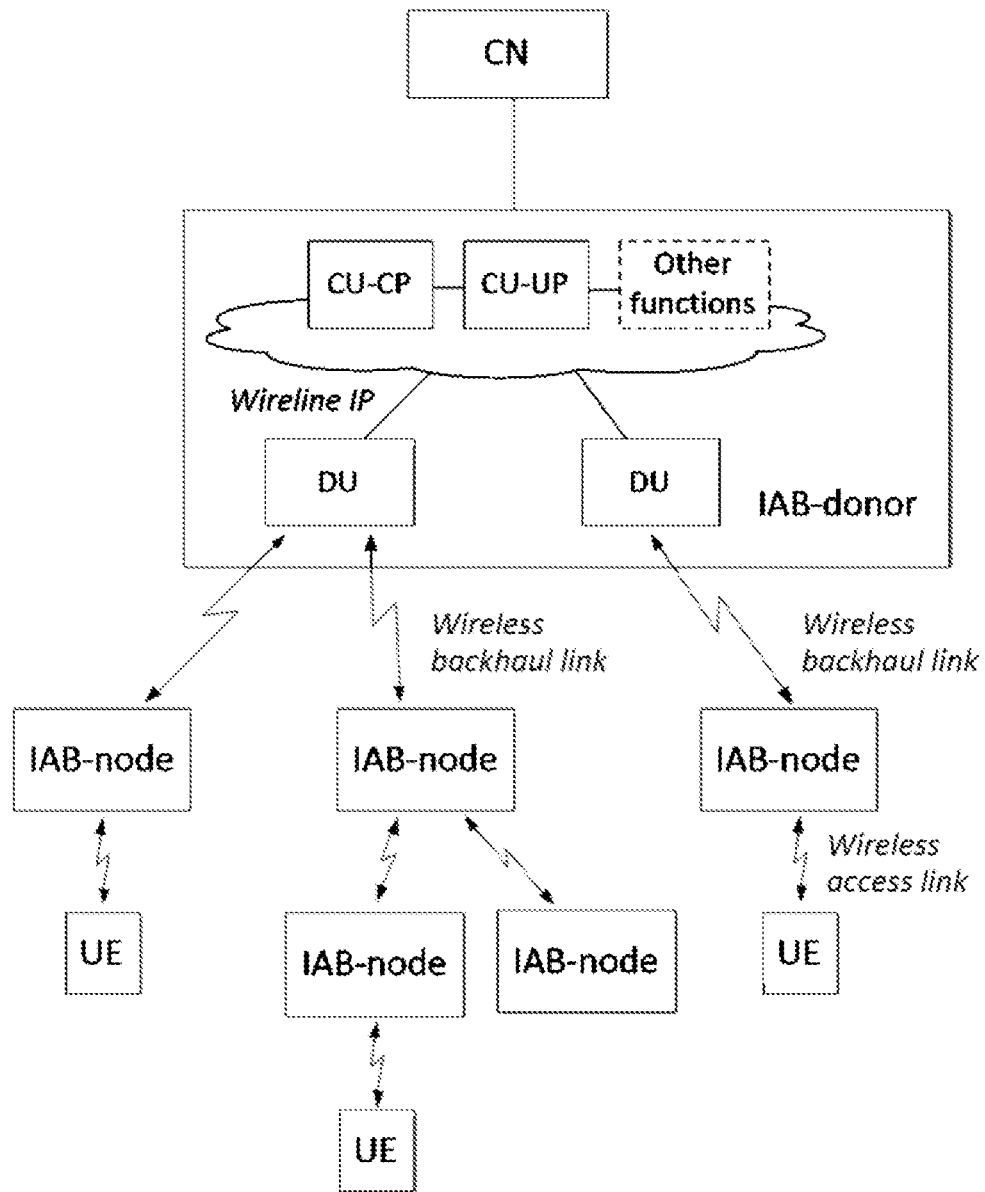 CN
CU-CP
CU-UP
Other
functions
Wireline IP
DU
DU
IAB-donor
Wireless
backhaul link
Wireless
backhaul link
IAB-node
IAB-node
IAB-node
Wireless
access link
UE
IAB-node
IAB-node
UE
UE